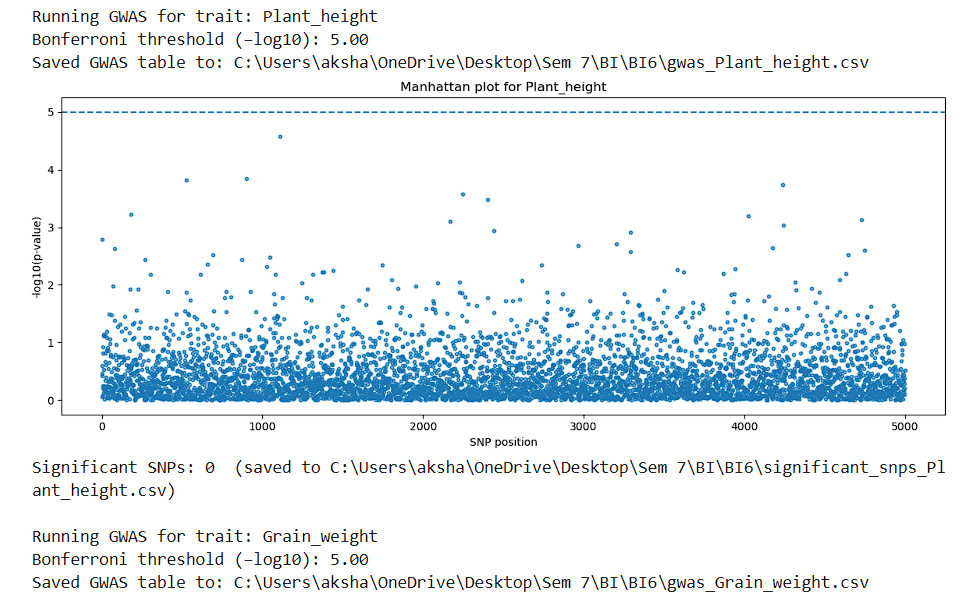 Running GWAS for trait: Plant_height
Bonferroni threshold (−log10): 5.00
Saved GWAS table to: C:\Users\aksha\OneDrive\Desktop\Sem 7\BI\BI6\gwas_Plant_height.csv
Manhattan plot for Plant_height
5
4
3
2
1
0
-log10(p-value)
0
1000
2000
3000
4000
5000
SNP position
Significant SNPs: 0  (saved to C:\Users\aksha\OneDrive\Desktop\Sem 7\BI\BI6\significant_snps_Pl
ant_height.csv)
Running GWAS for trait: Grain_weight
Bonferroni threshold (−log10): 5.00
Saved GWAS table to: C:\Users\aksha\OneDrive\Desktop\Sem 7\BI\BI6\gwas_Grain_weight.csv